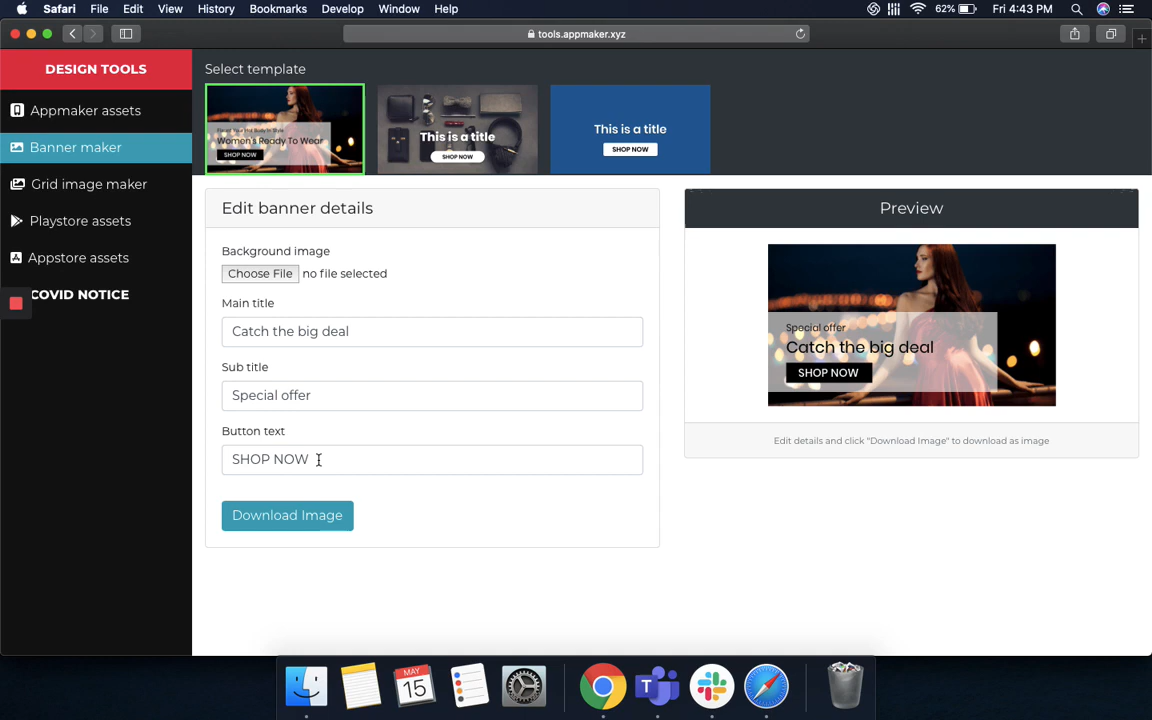 Safari File Edit View History Bookmarks Develop Window Help 62% Fri 4:43 PM
tools.appmaker.xyz
DESIGN TOOLS
Appmaker assets
Banner maker
Grid image maker
Playstore assets
Appstore assets
COVID NOTICE
Select template
Women's Ready To Wear
SHOP NOW
This is a title
SHOP NOW
This is a title
SHOP NOW
Edit banner details
Background image
Choose File no file selected
Main title
Catch the big deal
Sub title
Special offer
Button text
SHOP NOW
Download Image
Preview
Special offer
Catch the big deal
SHOP NOW
Edit details and click "Download Image" to download as image
MAY
15